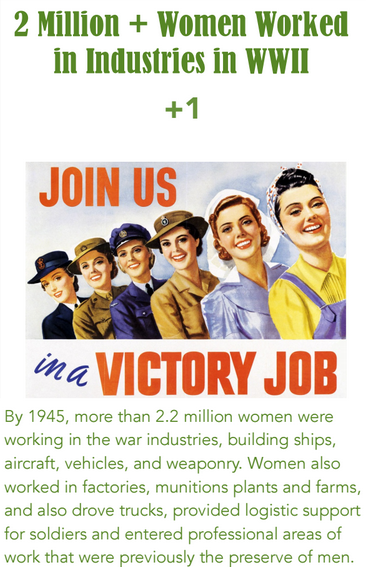 2 Million + Women Worked
in Industries in WWII
+1
JOIN US
in a VICTORY JOB
By 1945, more than 2.2 million women were
working in the war industries, building ships,
aircraft, vehicles, and weaponry. Women also
worked in factories, munitions plants and farms,
and also drove trucks, provided logistic support
for soldiers and entered professional areas of
work that were previously the preserve of men.